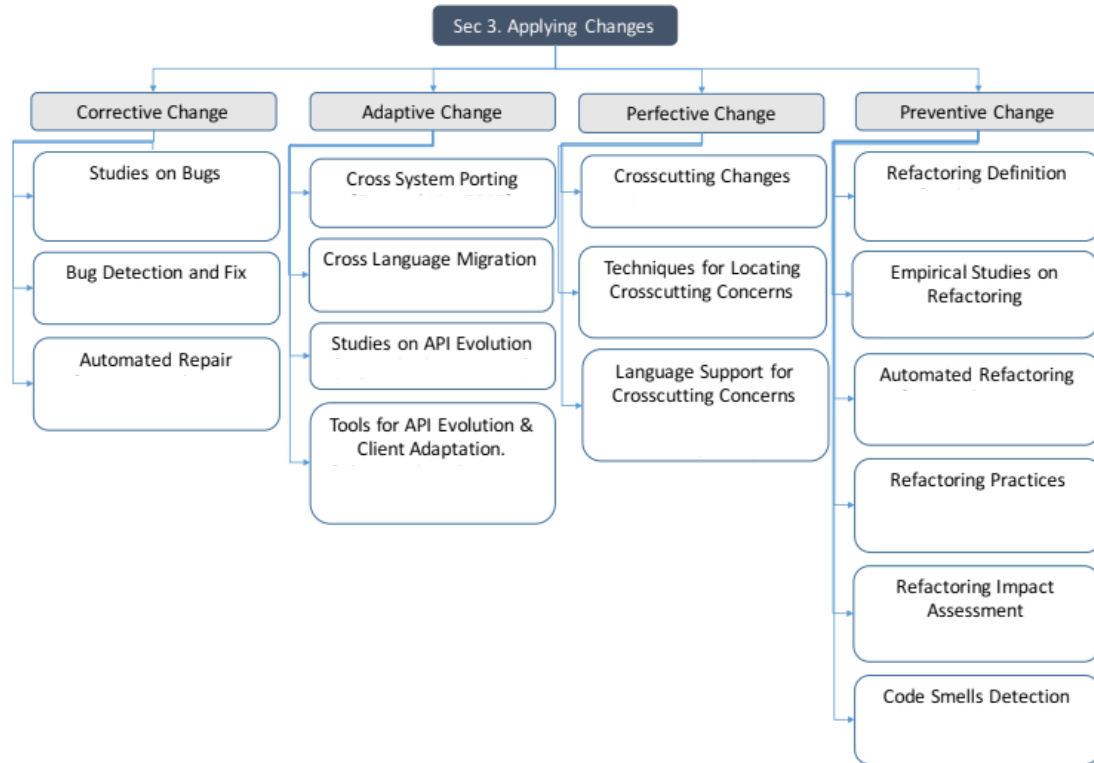 Sec 3. Applying Changes
Corrective Change
Adaptive Change
Perfective Change
Preventive Change
Studies on Bugs
Bug Detection and Fix
Automated Repair
Cross System Porting
Cross Language Migration
Studies on API Evolution
Tools for API Evolution &
Client Adaptation.
Crosscutting Changes
Techniques for Locating
Crosscutting Concerns
Language Support for
Crosscutting Concerns
Refactoring Definition
Empirical Studies on
Refactoring
Automated Refactoring
Refactoring Practices
Refactoring Impact
Assessment
Code Smells Detection